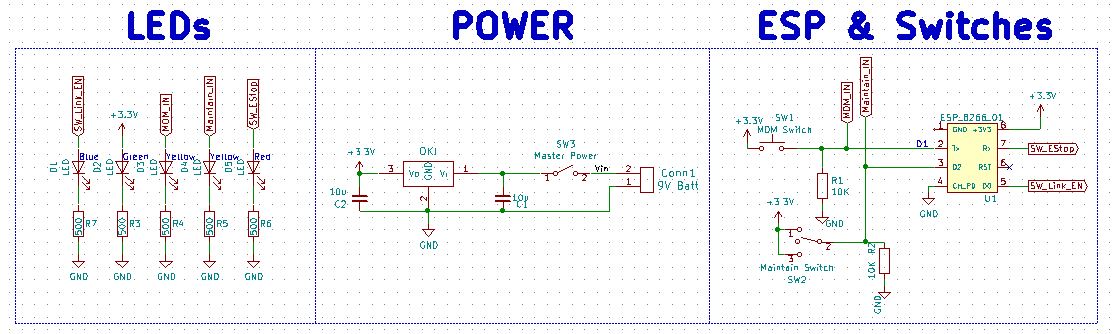 LEDs
SW_Link_EN
+3.3V
MOM_IN
Maintain_IN
SW_EStop
D1
LED
Blue
D2
LED
Green
D3
LED
Yellow
D4
LED
Yellow
D5
LED
Red
500
R7
500
R3
500
R4
500
R5
500
R6
GND
GND
GND
GND
GND
POWER
+3.3V
OKI
3
Vo
GND
Vi
1
2
SW3
Master Power
1
2
Vin
2
1
Conn1
9V Batt
10u
C2
10u
C1
GND
ESP & Switches
MOM_IN
Maintain_IN
+3.3V
SW1
MOM Switch
R1
10K
GND
+3.3V
1
2
3
Maintain Switch
SW2
10K
R2
GND
D1
ESP_8266_01
1
GND
+3V3
8
2
Tx
Rx
7
3
D2
RST
6
4
CH_PD
D0
5
U1
GND
+3.3V
SW_EStop
SW_Link_EN